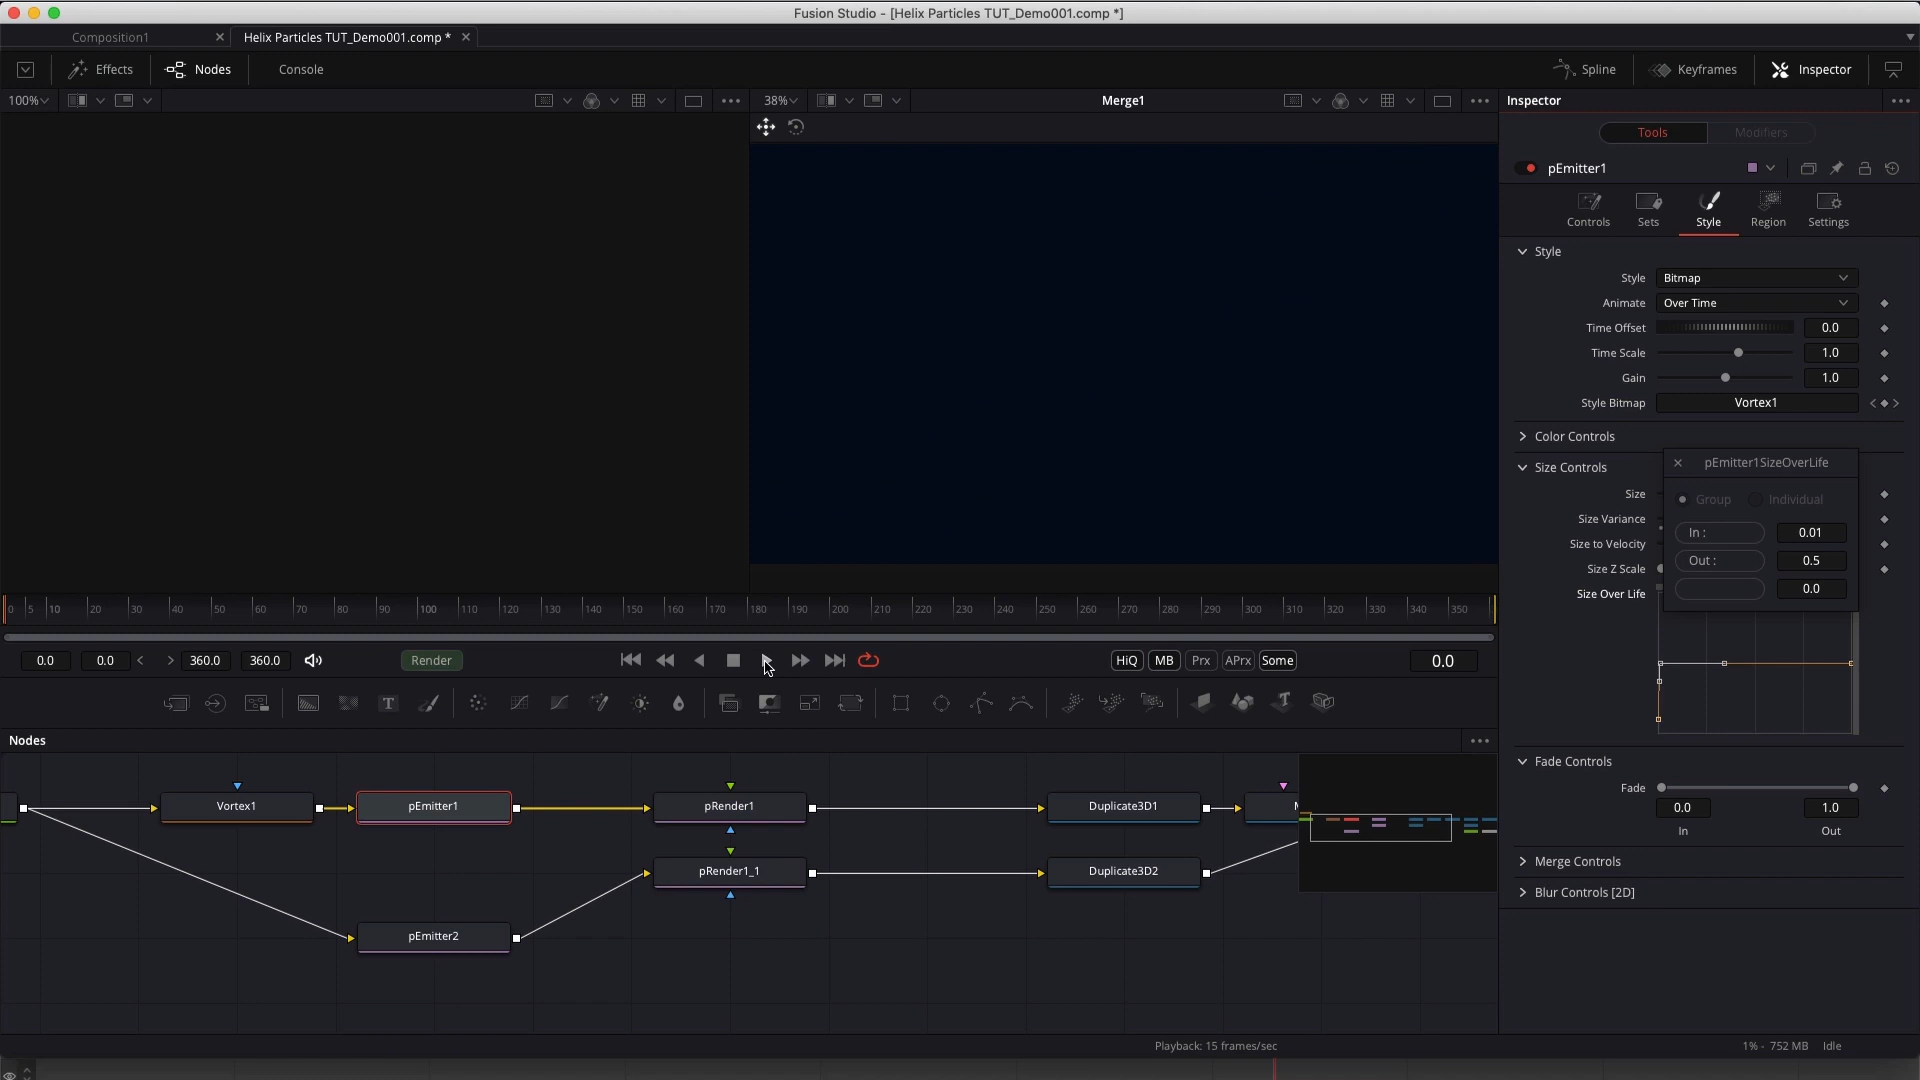 Fusion Studio - [Helix Particles TUT_Demo001.comp *]
Composition1
Helix Particles TUT_Demo001.comp *
Effects
Nodes
Console
Spline
Keyframes
Inspector
100%
38%
Merge1
Inspector
Tools
Modifiers
pEmitter1
Controls
Sets
Style
Region
Settings
Style
Style
Bitmap
Animate
Over Time
Time Offset
0.0
Time Scale
1.0
Gain
1.0
Style Bitmap
Vortex1
Color Controls
Size Controls
pEmitter1SizeOverLife
Size
Group
Individual
Size Variance
In :
0.01
Size to Velocity
Out :
0.5
Size Z Scale
0.0
Size Over Life
0 5 10 20 30 40 50 60 70 80 90 100 110 120 130 140 150 160 170 180 190 200 210 220 230 240 250 260 270 280 290 300 310 320 330 340 350
0.0
0.0
360.0
360.0
Render
HiQ
MB
Prx
APrx
Some
0.0
T
Nodes
Vortex1
pEmitter1
pRender1
Duplicate3D1
pRender1_1
Duplicate3D2
pEmitter2
Fade Controls
Fade
0.0
1.0
In
Out
Merge Controls
Blur Controls [2D]
Playback: 15 frames/sec
1% - 752 MB
Idle